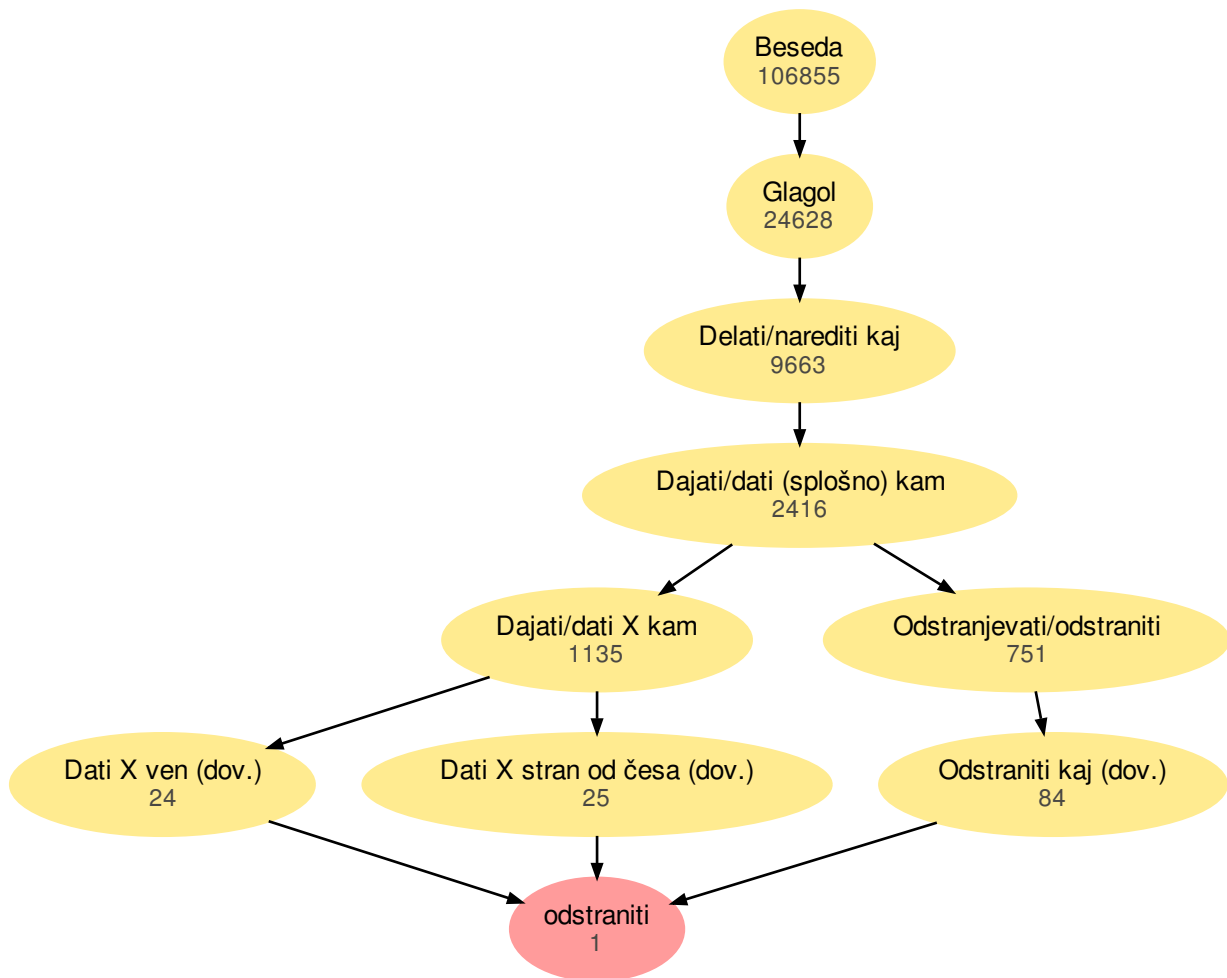 Beseda
106855
Glagol
24628
Delati/narediti kaj
9663
Dajati/dati (splošno) kam
2416
Dajati/dati X kam
1135
Odstranjevati/odstraniti
751
Dati X ven (dov.)
24
Dati X stran od česa (dov.)
25
Odstraniti kaj (dov.)
84
odstraniti
1